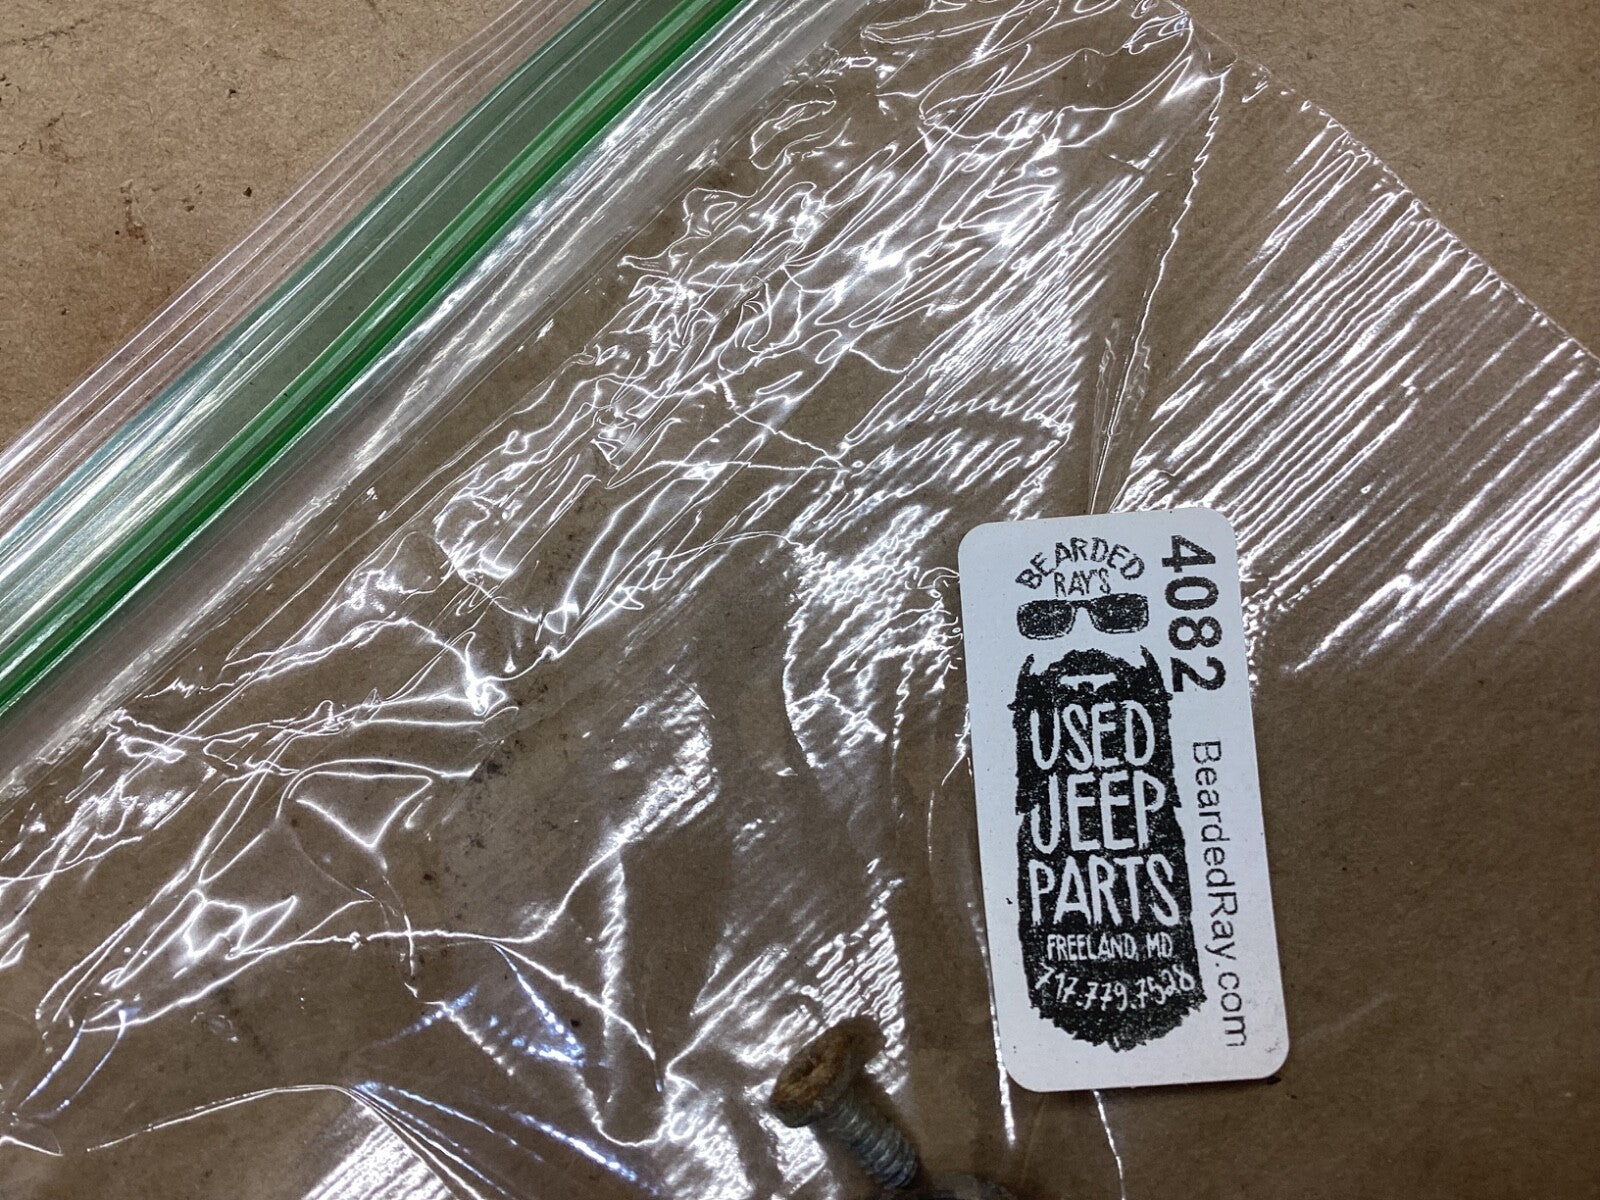 BEARDED
RAY'S
USED
JEEP
PARTS
FREELAND, MD
717.779.7528
4082 BeardedRay.com